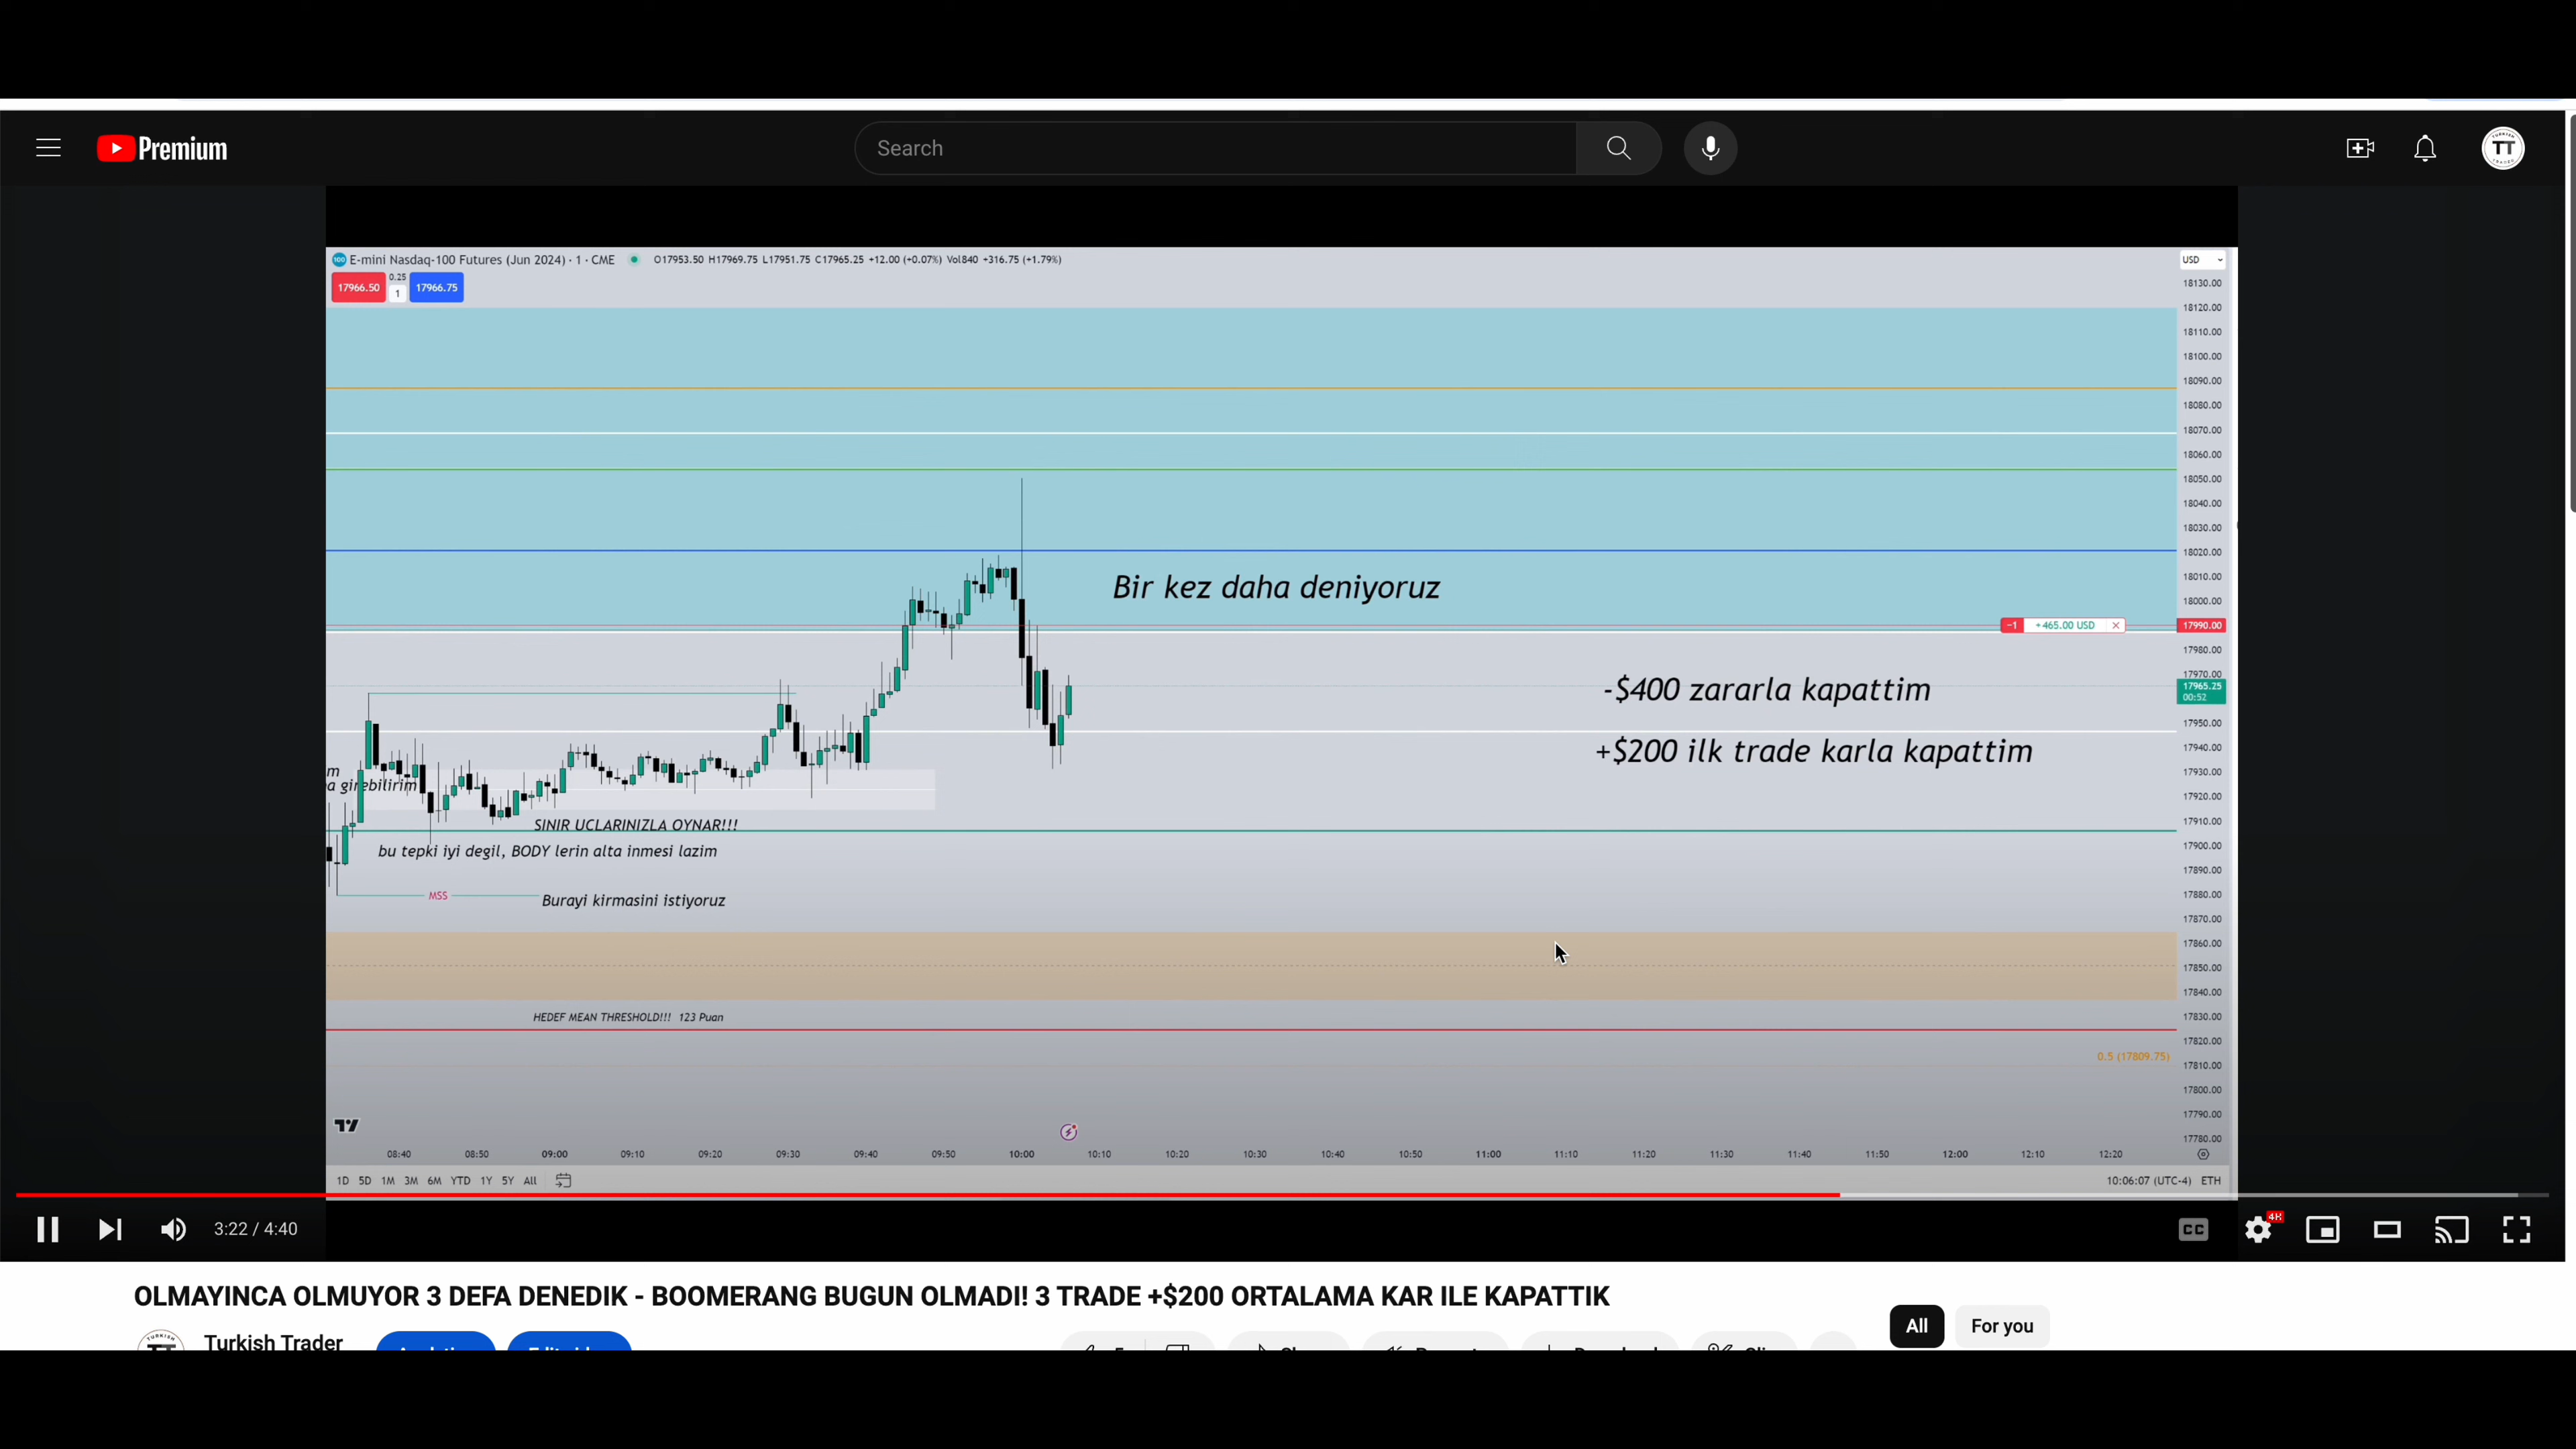 Premium
Search
TT
E-mini Nasdaq-100 Futures (Jun 2024) · 1 · CME O17953.50 H17969.75 L17951.75 C17965.25 +12.00 (+0.07%) Vol840 +316.75 (+1.79%)
USD
17966.50 0.25 1 17966.75
18130.00
18120.00
18110.00
18100.00
18090.00
18080.00
18070.00
18060.00
18050.00
18040.00
18030.00
18020.00
18010.00
18000.00
Bir kez daha deniyoruz
-1 +465.00 USD × 17990.00
17980.00
17970.00
-$400 zararla kapattim
17965.25
00:52
17950.00
17940.00
+$200 ilk trade karla kapattim
17930.00
m
a girebilirim
17920.00
17910.00
SINIR UCLARINIZLA OYNAR!!!
bu tepki iyi degil, BODY lerin alta inmesi lazim
17900.00
17890.00
17880.00
MSS Burayi kirmasini istiyoruz
17870.00
17860.00
17850.00
17840.00
HEDEF MEAN THRESHOLD!!! 123 Puan
17830.00
17820.00
0.5 (17809.75)
17810.00
17800.00
17790.00
17780.00
08:40 08:50 09:00 09:10 09:20 09:30 09:40 09:50 10:00 10:10 10:20 10:30 10:40 10:50 11:00 11:10 11:20 11:30 11:40 11:50 12:00 12:10 12:20
1D 5D 1M 3M 6M YTD 1Y 5Y All 10:06:07 (UTC-4) ETH
3:22 / 4:40 CC 4K
OLMAYINCA OLMUYOR 3 DEFA DENEDIK - BOOMERANG BUGUN OLMADI! 3 TRADE +$200 ORTALAMA KAR ILE KAPATTIK
All For you
Turkish Trader